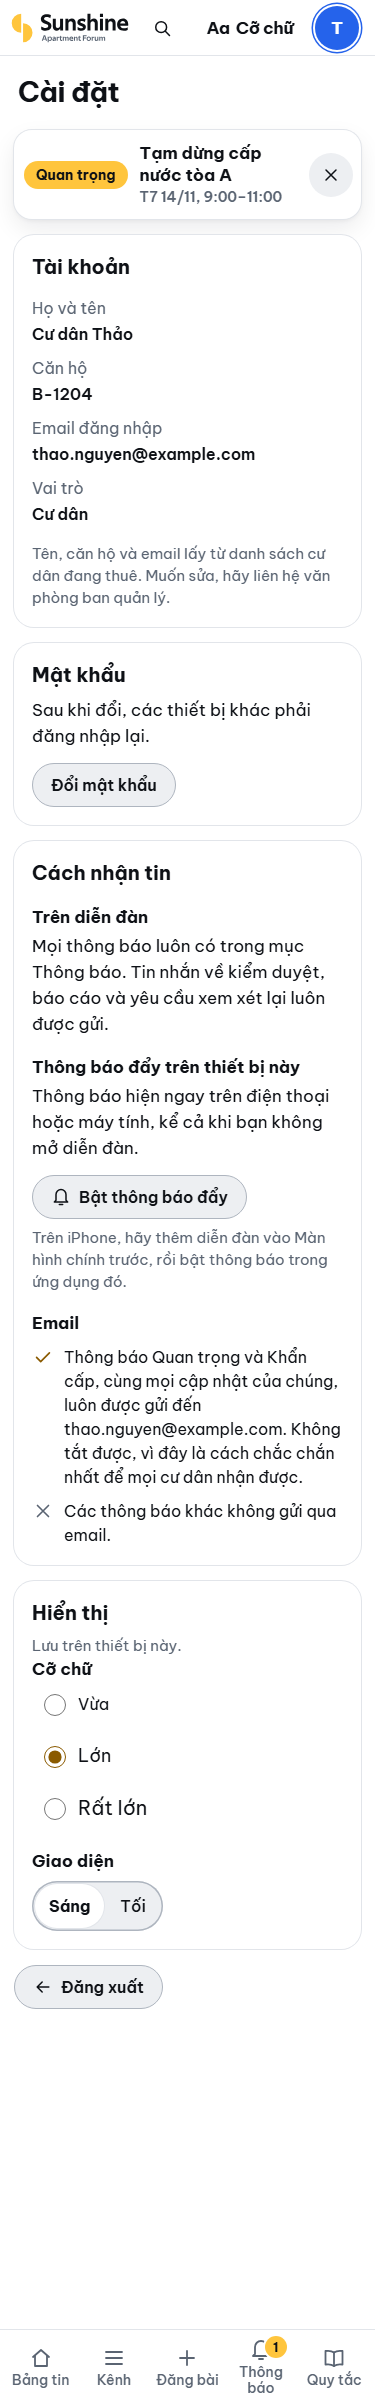 Sunshine
Apartment Forum
Aa Cỡ chữ
T
Cài đặt
Quan trọng
Tạm dừng cấp
nước tòa A
T7 14/11, 9:00–11:00
Tài khoản
Họ và tên
Cư dân Thảo
Căn hộ
B-1204
Email đăng nhập
thao.nguyen@example.com
Vai trò
Cư dân
Tên, căn hộ và email lấy từ danh sách cư
dân đang thuê. Muốn sửa, hãy liên hệ văn
phòng ban quản lý.
Mật khẩu
Sau khi đổi, các thiết bị khác phải
đăng nhập lại.
Đổi mật khẩu
Cách nhận tin
Trên diễn đàn
Mọi thông báo luôn có trong mục
Thông báo. Tin nhắn về kiểm duyệt,
báo cáo và yêu cầu xem xét lại luôn
được gửi.
Thông báo đẩy trên thiết bị này
Thông báo hiện ngay trên điện thoại
hoặc máy tính, kể cả khi bạn không
mở diễn đàn.
Bật thông báo đẩy
Trên iPhone, hãy thêm diễn đàn vào Màn
hình chính trước, rồi bật thông báo trong
ứng dụng đó.
Email
Thông báo Quan trọng và Khẩn
cấp, cùng mọi cập nhật của chúng,
luôn được gửi đến
thao.nguyen@example.com. Không
tắt được, vì đây là cách chắc chắn
nhất để mọi cư dân nhận được.
Các thông báo khác không gửi qua
email.
Hiển thị
Lưu trên thiết bị này.
Cỡ chữ
Vừa
Lớn
Rất lớn
Giao diện
Sáng
Tối
Đăng xuất
Bảng tin
Kênh
Đăng bài
1
Thông
báo
Quy tắc